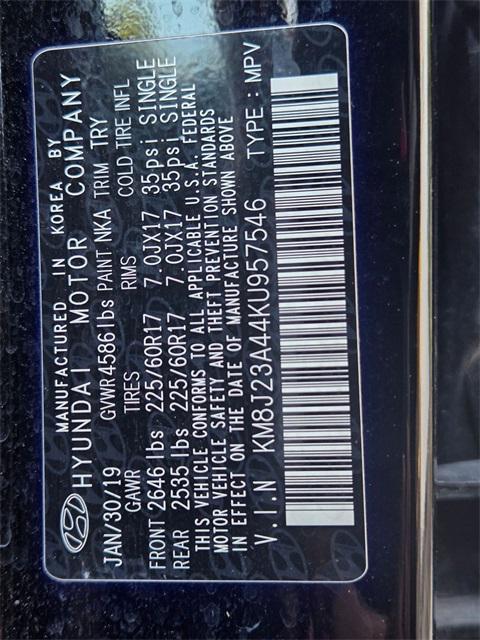 MANUFACTURED IN KOREA BY
HYUNDAI MOTOR COMPANY
JAN/30/19 GVWR4586lbs PAINT NKA TRIM TRY
GAWR TIRES RIMS COLD TIRE INFL
FRONT 2646 lbs 225/60R17 7.0JX17 35psi SINGLE
REAR 2535 lbs 225/60R17 7.0JX17 35psi SINGLE
THIS VEHICLE CONFORMS TO ALL APPLICABLE U.S.A. FEDERAL
MOTOR VEHICLE SAFETY AND THEFT PREVENTION STANDARDS
IN EFFECT ON THE DATE OF MANUFACTURE SHOWN ABOVE
V.I.N KM8J23A44KU957546 TYPE : MPV